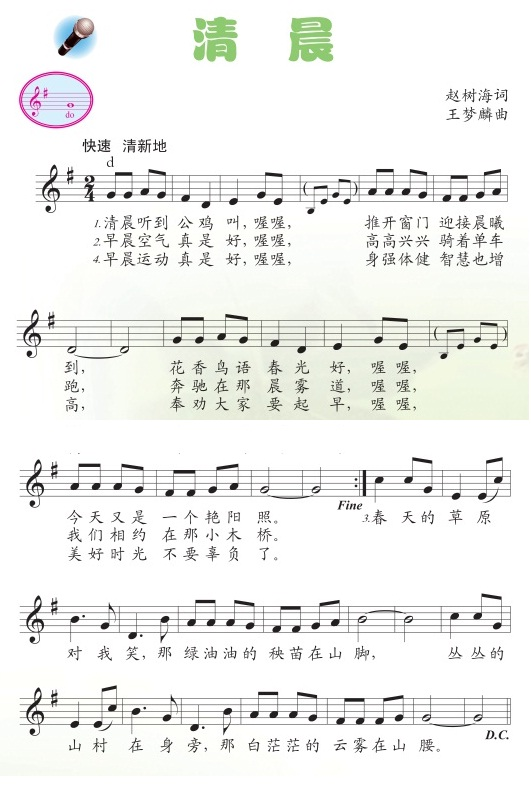 清 晨
do
赵树海词
王梦麟曲
快速 清新地
d
2/4
1.清晨听到 公鸡 叫,喔喔, 推开窗门 迎接晨曦
2.早晨空气 真是 好,喔喔, 高高兴兴 骑着单车
4.早晨运动 真是 好,喔喔, 身强体健 智慧也增
到, 花香鸟语 春光 好, 喔喔,
跑, 奔驰在那 晨雾 道, 喔喔,
高, 奉劝大家 要起 早, 喔喔,
今天又是 一个艳阳 照。 3.春 天的 草原
我们相约 在那小木 桥。
美好时光 不要辜负 了。
Fine
对 我 笑, 那 绿油油的 秧苗在山 脚, 丛 丛的
山村 在 身 旁, 那 白茫茫的 云雾在山 腰。
D.C.